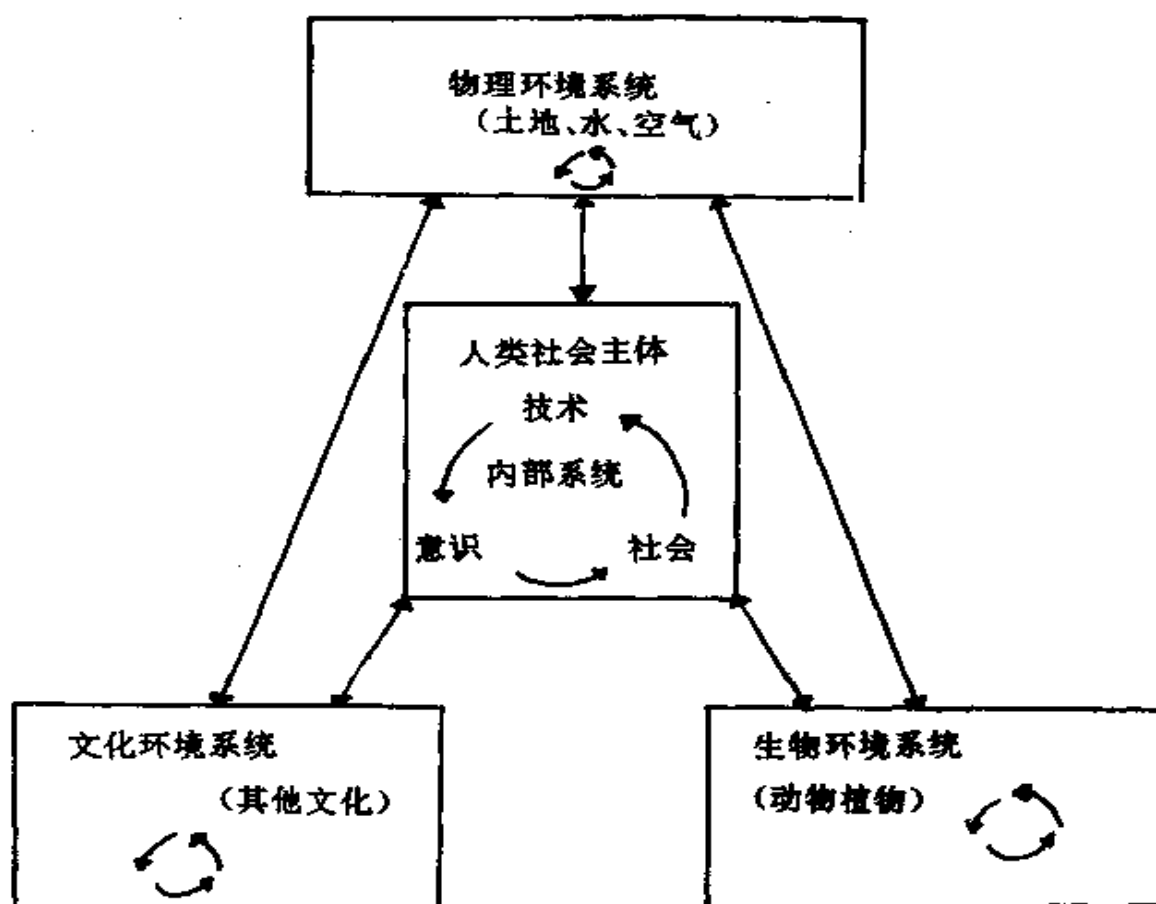 物理环境系统
（土地、水、空气）
人类社会主体
技术
内部系统
意识
社会
文化环境系统
（其他文化）
生物环境系统
（动物植物）